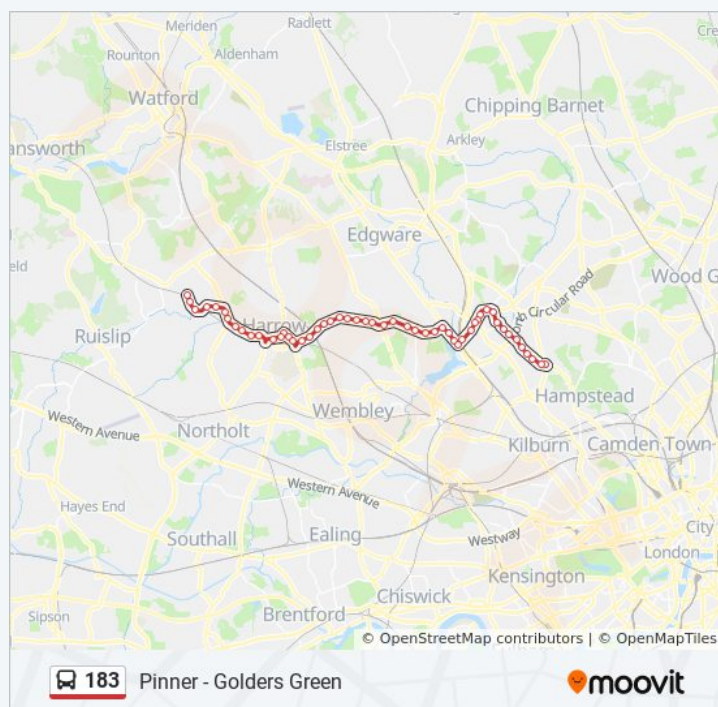 Radlett
Meriden
Aldenham
Rounton
Watford
Chipping Barnet
answorth
Elstree
Arkley
Edgware
Wood G
Circular Road
Harrow
Ruislip
Hampstead
Wembley
Western Avenue
Northolt
Kilburn
Camden Town
Western Avenue
Hayes End
Southall
Ealing
Westway
City
London
Kensington
Chiswick
Sipson
Brentford
© OpenStreetMap contributors | © OpenMapTiles
183 Pinner - Golders Green
moovit